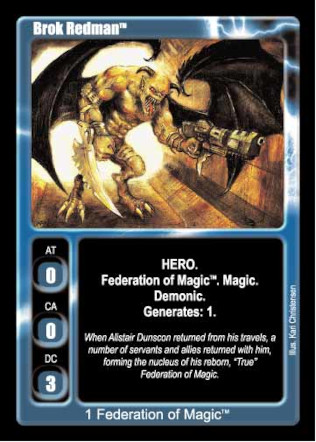 Brok Redman™
AT
0
CA
0
DC
3
HERO.
Federation of Magic™. Magic.
Demonic.
Generates: 1.
When Alistair Dunscon returned from his travels, a
number of servants and allies returned with him,
forming the nucleus of his reborn, "True"
Federation of Magic.
Illus. Kari Christensen
1 Federation of Magic™